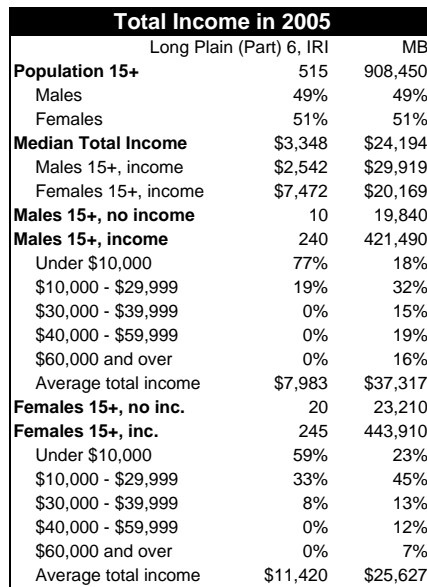 Total Income in 2005
Long Plain (Part) 6, IRI MB
Population 15+ 515 908,450
Males 49% 49%
Females 51% 51%
Median Total Income $3,348 $24,194
Males 15+, income $2,542 $29,919
Females 15+, income $7,472 $20,169
Males 15+, no income 10 19,840
Males 15+, income 240 421,490
Under $10,000 77% 18%
$10,000 - $29,999 19% 32%
$30,000 - $39,999 0% 15%
$40,000 - $59,999 0% 19%
$60,000 and over 0% 16%
Average total income $7,983 $37,317
Females 15+, no inc. 20 23,210
Females 15+, inc. 245 443,910
Under $10,000 59% 23%
$10,000 - $29,999 33% 45%
$30,000 - $39,999 8% 13%
$40,000 - $59,999 0% 12%
$60,000 and over 0% 7%
Average total income $11,420 $25,627